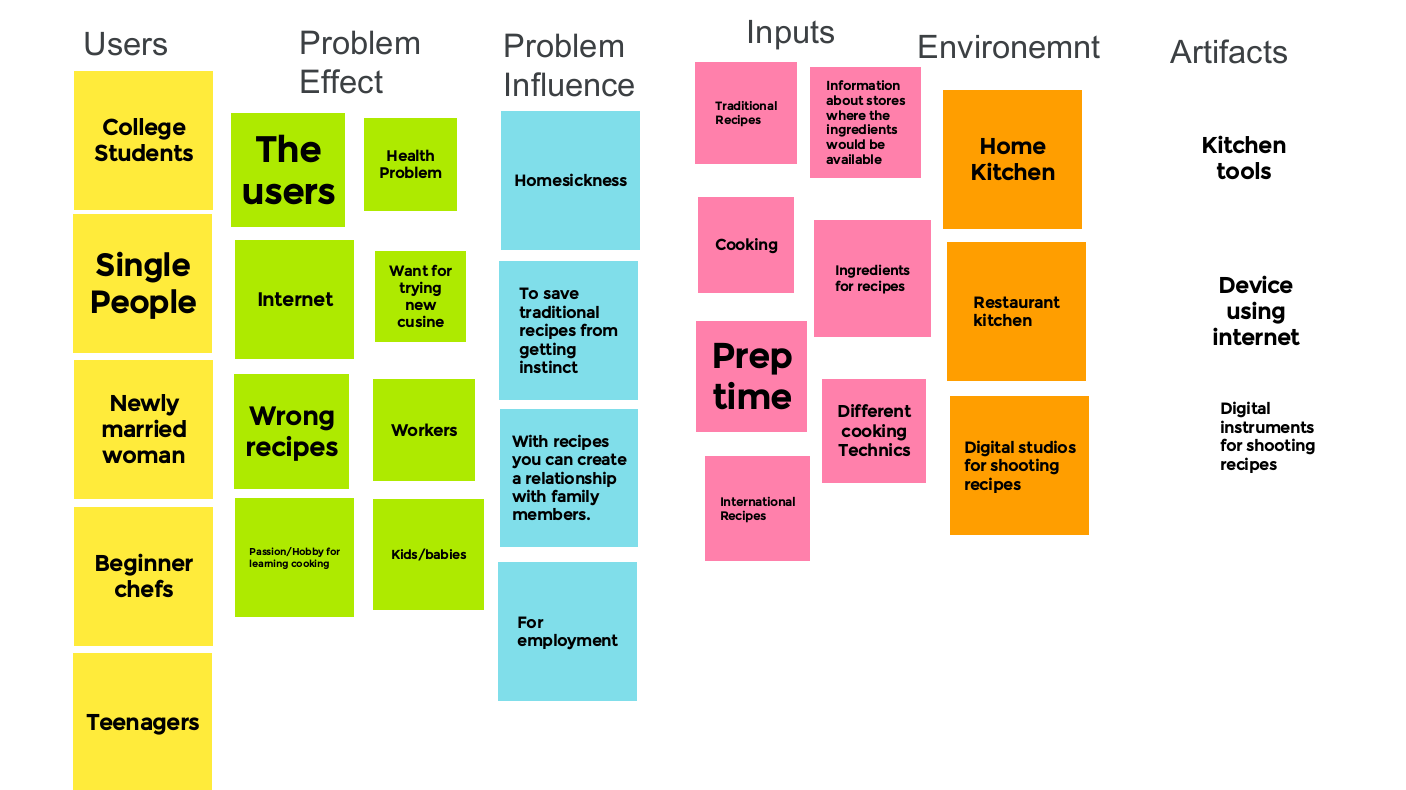 Users
College
Students
Single
People
Newly
married
woman
Beginner
chefs
Teenagers
Problem
Effect
The
users
Health
Problem
Internet
Want for
trying
new
cusine
Wrong
recipes
Workers
Passion/Hobby for
learning cooking
Kids/babies
Problem
Influence
Homesickness
To save
traditional
recipes from
getting
instinct
With recipes
you can create
a relationship
with family
members.
For
employment
Inputs
Traditional
Recipes
Information
about stores
where the
ingredients
would be
available
Cooking
Ingredients
for recipes
Prep
time
Different
cooking
Technics
International
Recipes
Environemnt
Home
Kitchen
Restaurant
kitchen
Digital studios
for shooting
recipes
Artifacts
Kitchen
tools
Device
using
internet
Digital
instruments
for shooting
recipes